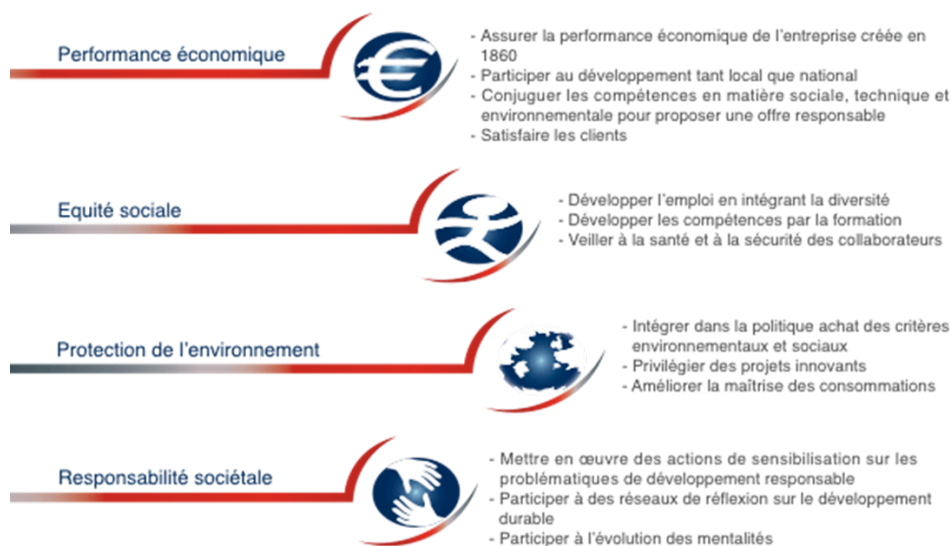 Performance économique
- Assurer la performance économique de l'entreprise créée en
1860
- Participer au développement tant local que national
- Conjuguer les compétences en matière sociale, technique et
environnementale pour proposer une offre responsable
- Satisfaire les clients
Equité sociale
- Développer l'emploi en intégrant la diversité
- Développer les compétences par la formation
- Veiller à la santé et à la sécurité des collaborateurs
Protection de l'environnement
- Intégrer dans la politique achat des critères
environnementaux et sociaux
- Privilégier des projets innovants
- Améliorer la maîtrise des consommations
Responsabilité sociétale
- Mettre en œuvre des actions de sensibilisation sur les
problématiques de développement responsable
- Participer à des réseaux de réflexion sur le développement
durable
- Participer à l'évolution des mentalités